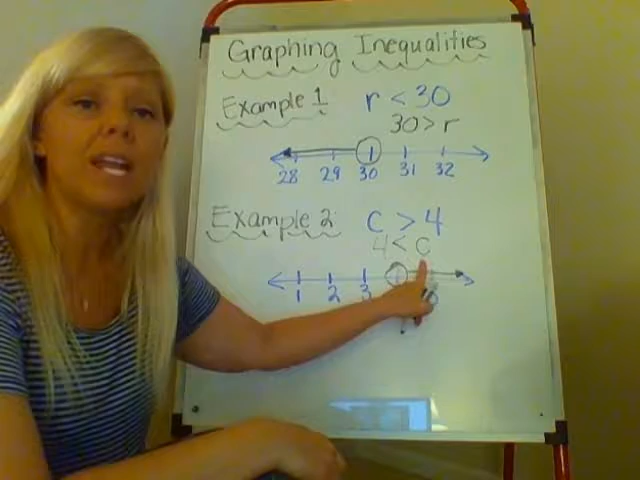 Graphing Inequalities
Example 1 r < 30
30 > r
28 29 30 31 32
Example 2: c > 4
4 < c
1 2 3